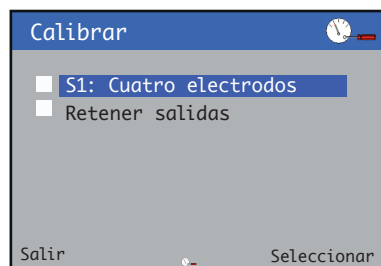 Calibrar
S1: Cuatro electrodos
Retener salidas
Salir Seleccionar